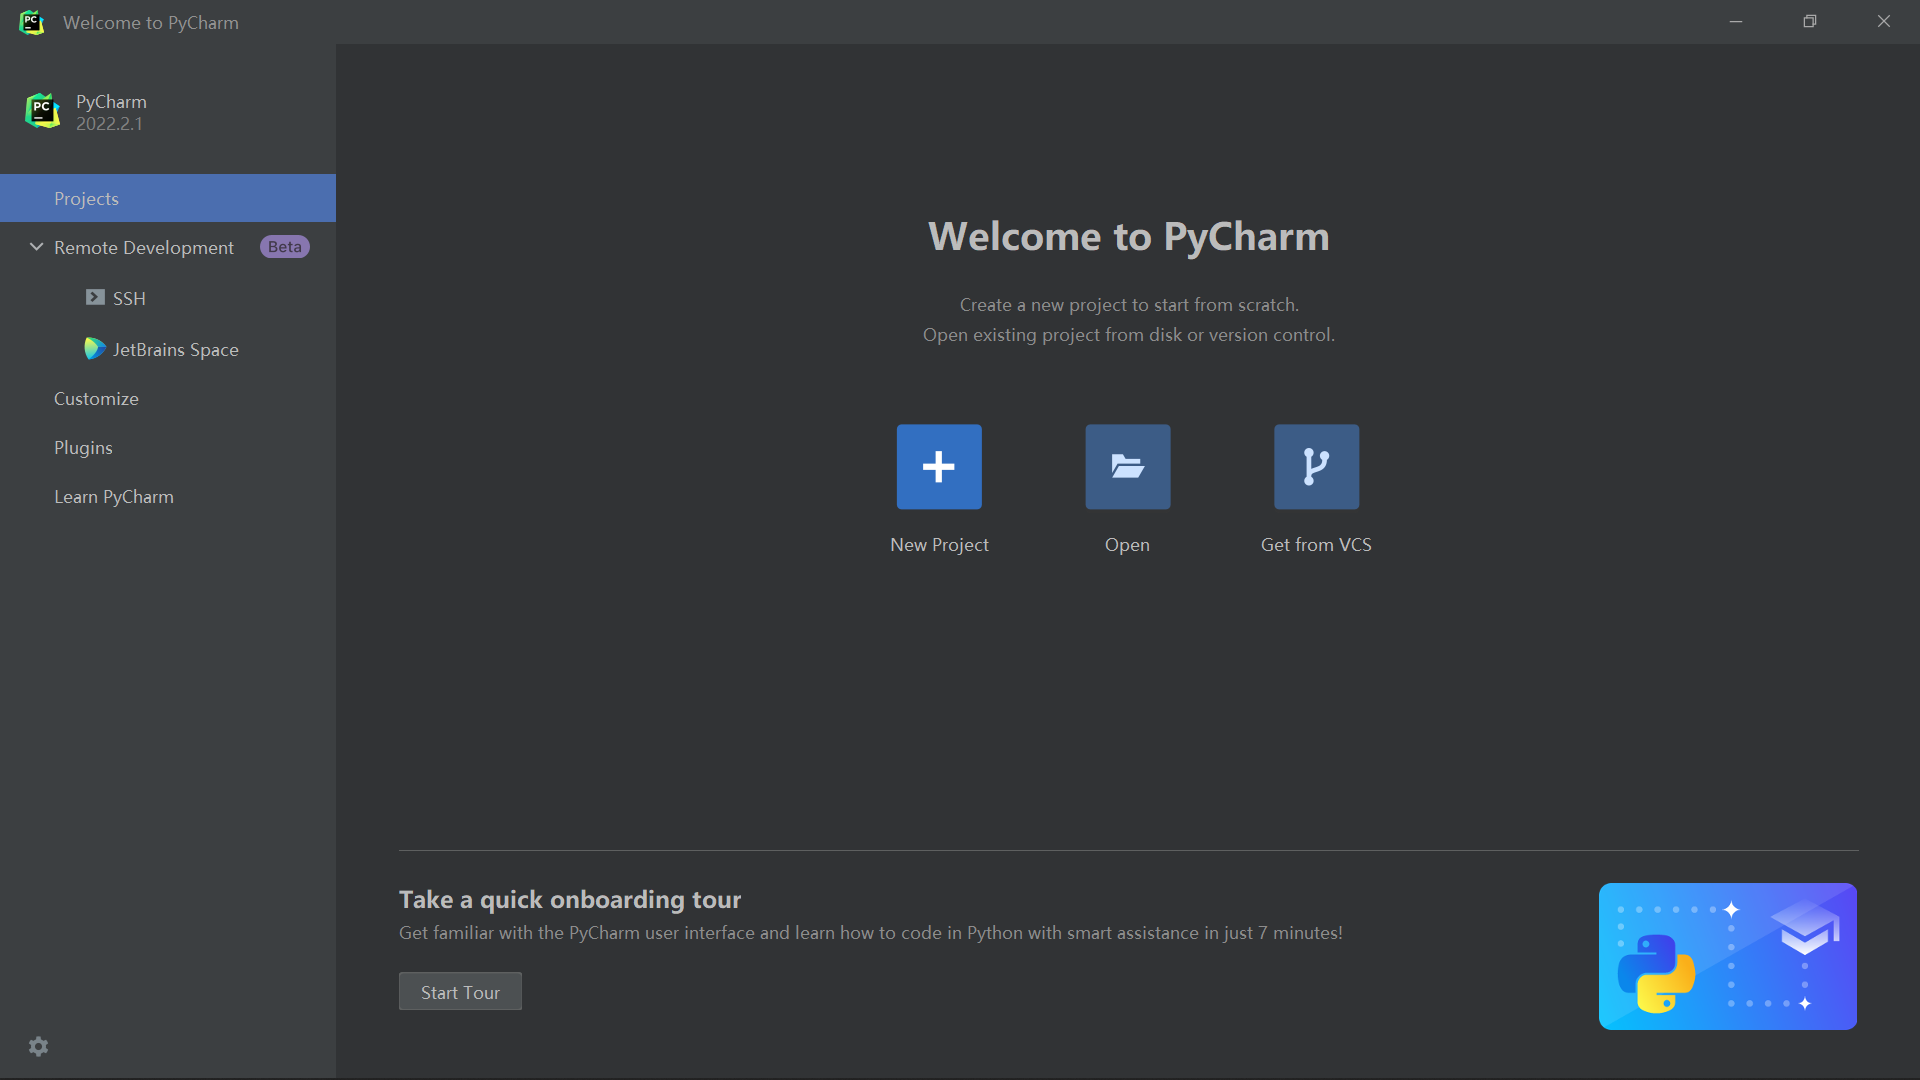 PC
Welcome to PyCharm
PC
PyCharm
2022.2.1
Projects
Remote Development Beta
SSH
JetBrains Space
Customize
Plugins
Learn PyCharm
Welcome to PyCharm
Create a new project to start from scratch.
Open existing project from disk or version control.
New Project
Open
Get from VCS
Take a quick onboarding tour
Get familiar with the PyCharm user interface and learn how to code in Python with smart assistance in just 7 minutes!
Start Tour